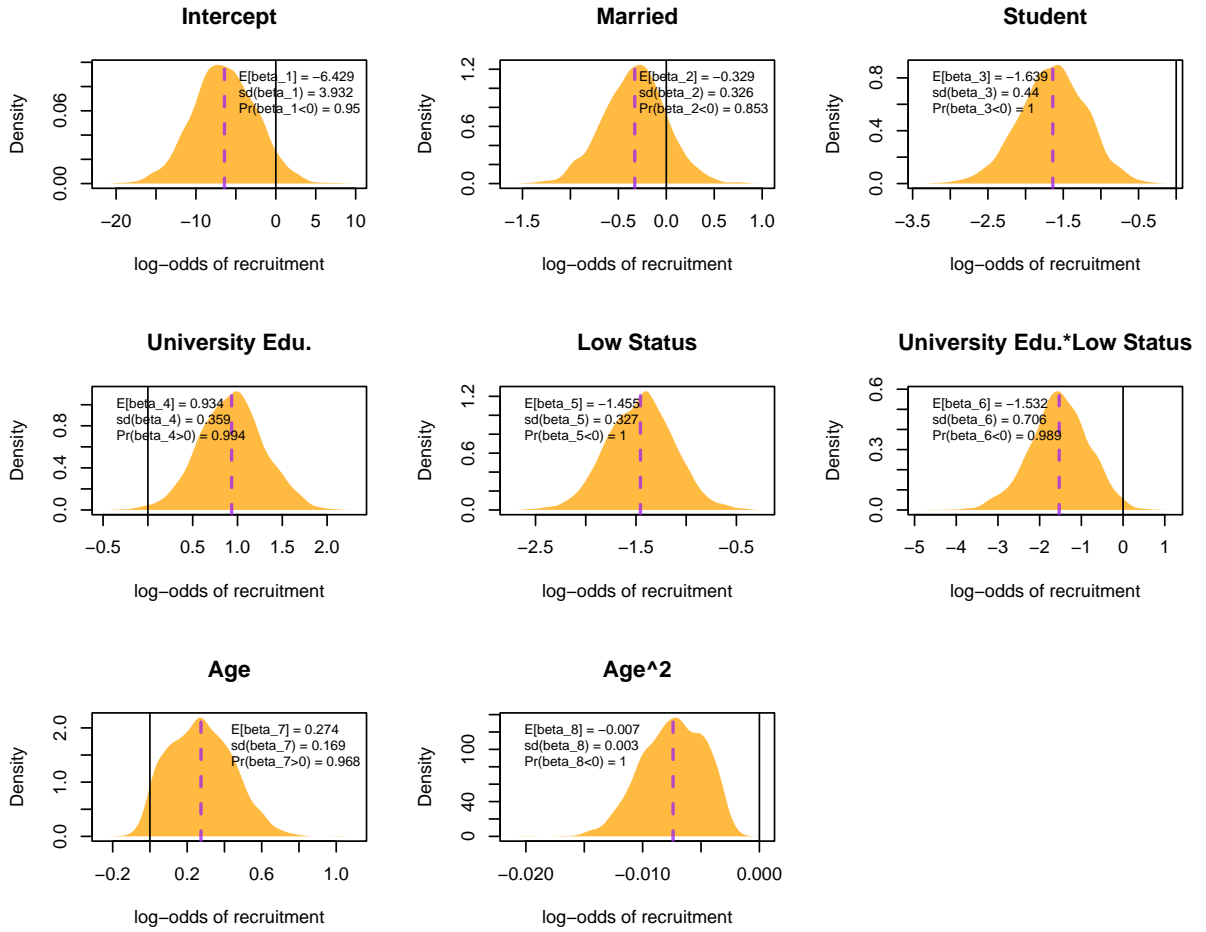 Intercept
Density
0.00
0.06
E[beta_1] = −6.429
sd(beta_1) = 3.932
Pr(beta_1<0) = 0.95
−20
−10
0
5
10
log−odds of recruitment
Married
Density
0.0
0.6
1.2
E[beta_2] = −0.329
sd(beta_2) = 0.326
Pr(beta_2<0) = 0.853
−1.5
−0.5
0.0
0.5
1.0
log−odds of recruitment
Student
Density
0.0
0.4
0.8
E[beta_3] = −1.639
sd(beta_3) = 0.44
Pr(beta_3<0) = 1
−3.5
−2.5
−1.5
−0.5
log−odds of recruitment
University Edu.
Density
0.0
0.4
0.8
E[beta_4] = 0.934
sd(beta_4) = 0.359
Pr(beta_4>0) = 0.994
−0.5
0.5
1.0
2.0
log−odds of recruitment
Low Status
Density
0.0
0.6
1.2
E[beta_5] = −1.455
sd(beta_5) = 0.327
Pr(beta_5<0) = 1
−2.5
−1.5
−0.5
log−odds of recruitment
University Edu.*Low Status
Density
0.0
0.3
0.6
E[beta_6] = −1.532
sd(beta_6) = 0.706
Pr(beta_6<0) = 0.989
−5
−4
−3
−2
−1
0
1
log−odds of recruitment
Age
Density
0.0
1.0
2.0
E[beta_7] = 0.274
sd(beta_7) = 0.169
Pr(beta_7>0) = 0.968
−0.2
0.2
0.6
1.0
log−odds of recruitment
Age^2
Density
0
40
100
E[beta_8] = −0.007
sd(beta_8) = 0.003
Pr(beta_8<0) = 1
−0.020
−0.010
0.000
log−odds of recruitment